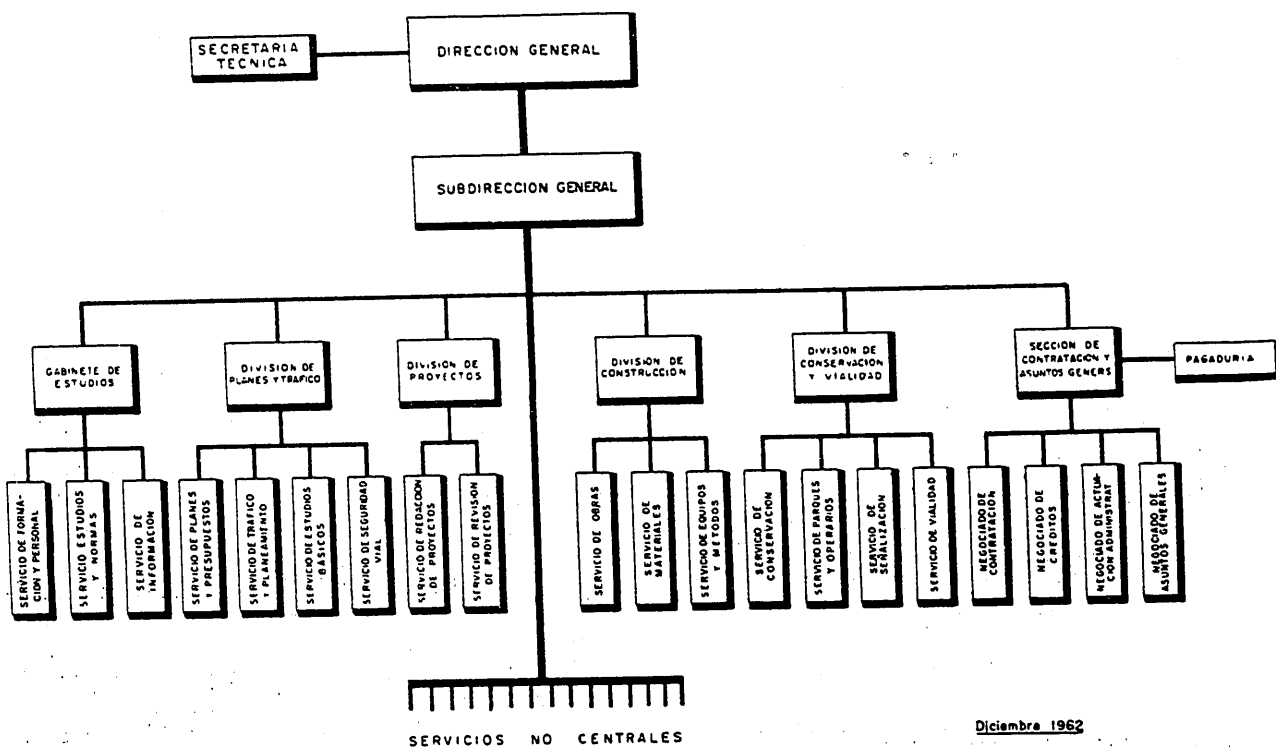 SECRETARIA
TECNICA
DIRECCION GENERAL
SUBDIRECCION GENERAL
GABINETE DE
ESTUDIOS
DIVISION DE
PLANES Y TRAFICO
DIVISION DE
PROYECTOS
DIVISION DE
CONSTRUCCION
DIVISION DE
CONSERVACION
Y VIALIDAD
SECCION DE
CONTRATACION Y
ASUNTOS GENERS
PAGADURIA
SERVICIO DE FORMA-
CION Y PERSONAL
SERVICIO ESTUDIOS
Y NORMAS
SERVICIO DE
INFORMACION
SERVICIO DE PLANES
Y PRESUPUESTOS
SERVICIO DE TRAFICO
Y PLANEAMENTO
SERVICIO DE ESTUDIOS
BASICOS
SERVICIO DE SEGURIDAD
VIAL
SERVICIO DE REDACCION
DE PROYECTOS
SERVICIO DE REVISION
DE PROYECTOS
SERVICIO DE OBRAS
SERVICIO DE
MATERIALES
SERVICIO DE EQUIPOS
Y METODOS
SERVICIO DE
CONSERVACION
SERVICIO DE PARQUES
Y OPERARIOS
SERVICIO DE
SEÑALIZACION
SERVICIO DE VIALIDAD
NEGOCIADO DE
CONTRATACION
NEGOCIADO DE
CREDITOS
NEGOCIADO DE ACTUA-
CION ADMINISTRAT
NEGOCIADO DE
ASUNTOS GENERALES
SERVICIOS NO CENTRALES
Diciembre 1962